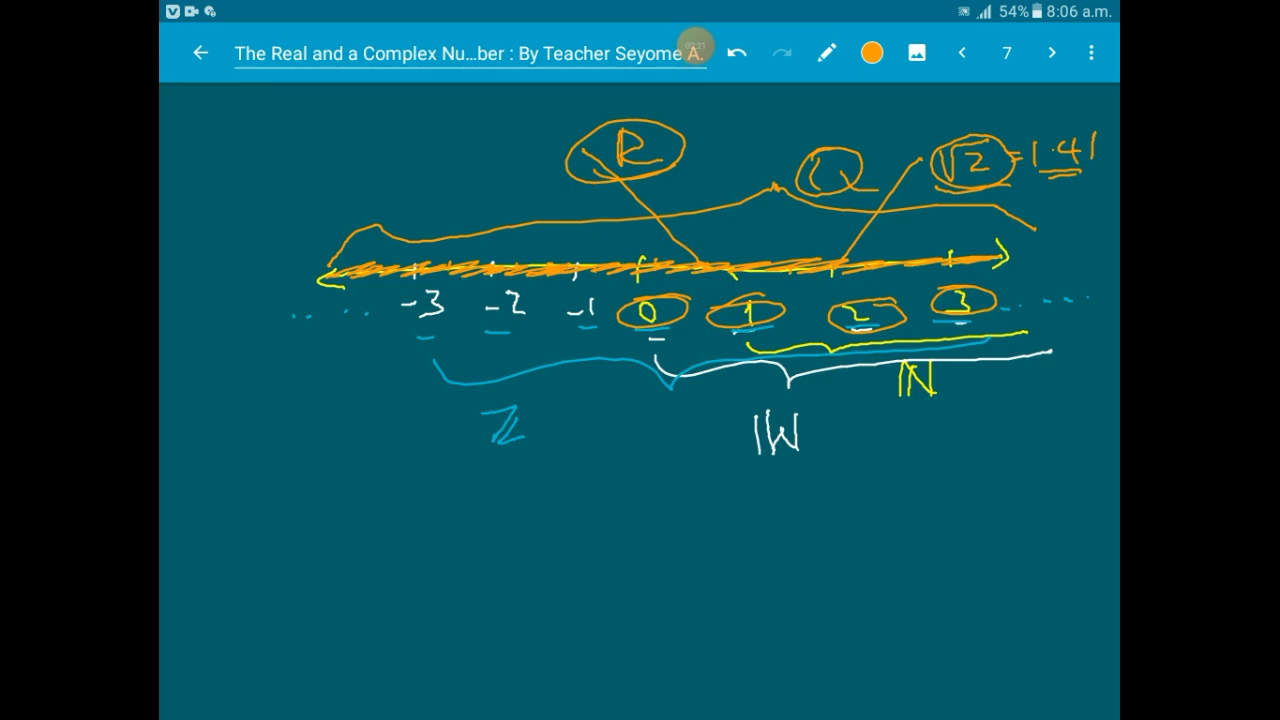 54% 8:06 a.m.
The Real and a Complex Nu...ber : By Teacher Seyome A. 7
R Q √2 = 1.41
..... -3 -2 -1 0 1 2 3 .....
N
Z W